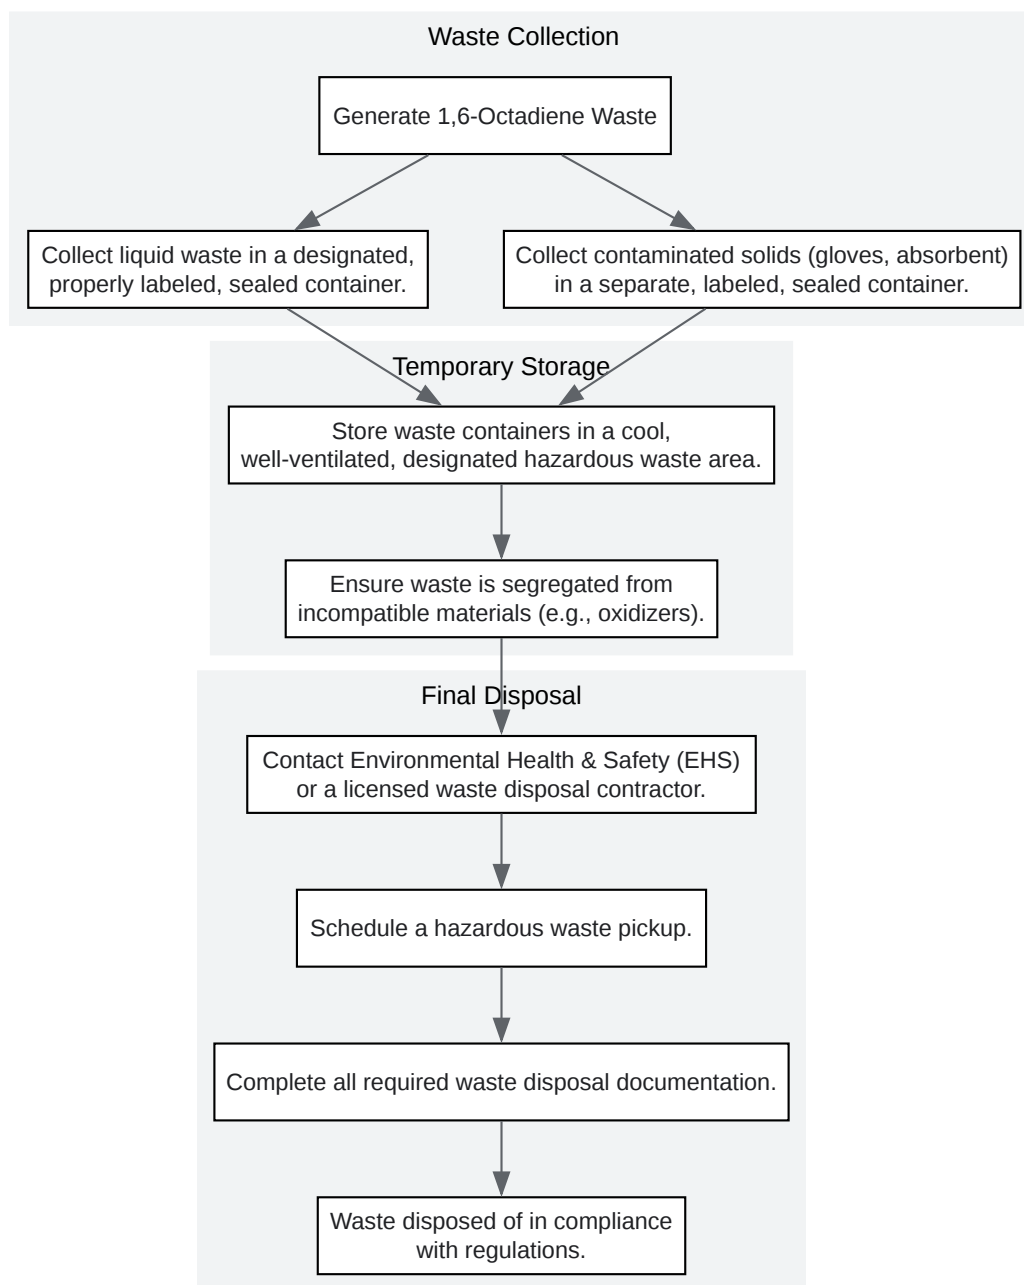 Waste Collection
Generate 1,6-Octadiene Waste
Collect liquid waste in a designated,
properly labeled, sealed container.
Collect contaminated solids (gloves, absorbent)
in a separate, labeled, sealed container.
Temporary Storage
Store waste containers in a cool,
well-ventilated, designated hazardous waste area.
Ensure waste is segregated from
incompatible materials (e.g., oxidizers).
Final Disposal
Contact Environmental Health & Safety (EHS)
or a licensed waste disposal contractor.
Schedule a hazardous waste pickup.
Complete all required waste disposal documentation.
Waste disposed of in compliance
with regulations.